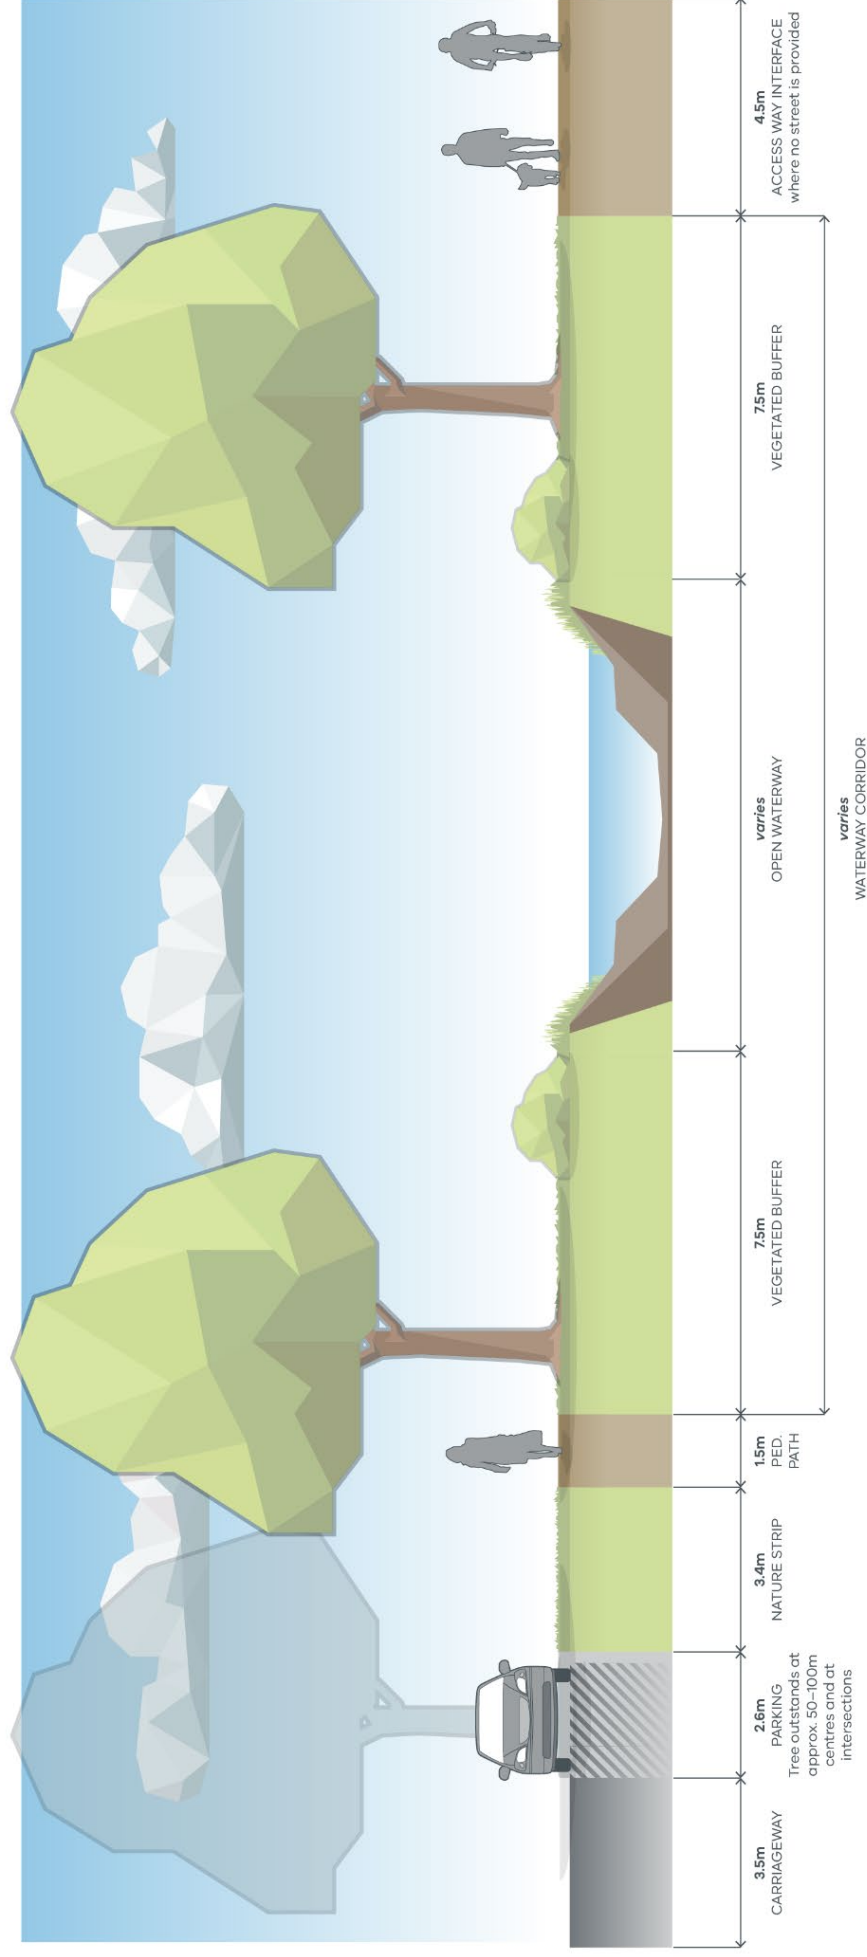 3.5m
CARRIAGEWAY
2.6m
PARKING
Tree outstands at
approx. 50–100m
centres and at
intersections
3.4m
NATURE STRIP
1.5m
PED.
PATH
7.5m
VEGETATED BUFFER
varies
OPEN WATERWAY
7.5m
VEGETATED BUFFER
4.5m
ACCESS WAY INTERFACE
where no street is provided
varies
WATERWAY CORRIDOR